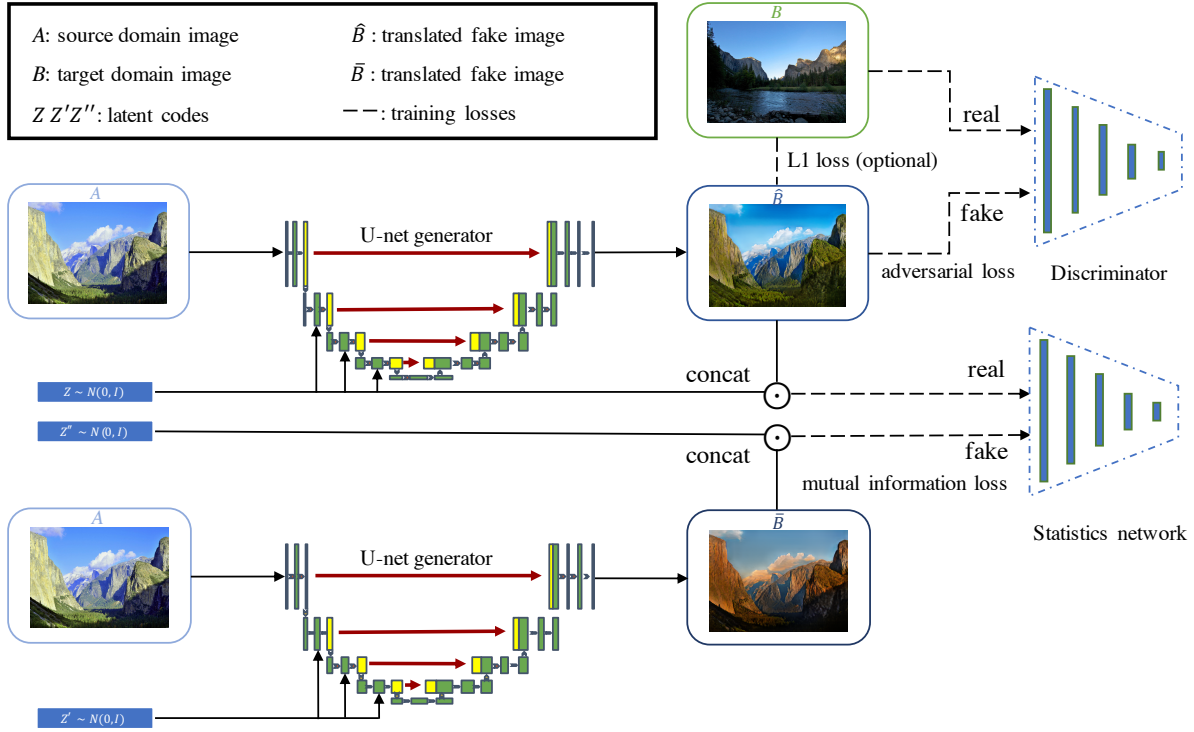 A: source domain image
B̂ : translated fake image
B: target domain image
B̄ : translated fake image
Z Z′Z″: latent codes
: training losses
B
real
L1 loss (optional)
A
B̂
fake
U-net generator
adversarial loss
Discriminator
concat
real
Z ~ N(0, I)
Z″ ~ N(0, I)
concat
fake
mutual information loss
A
B̄
Statistics network
U-net generator
Z′ ~ N(0, I)